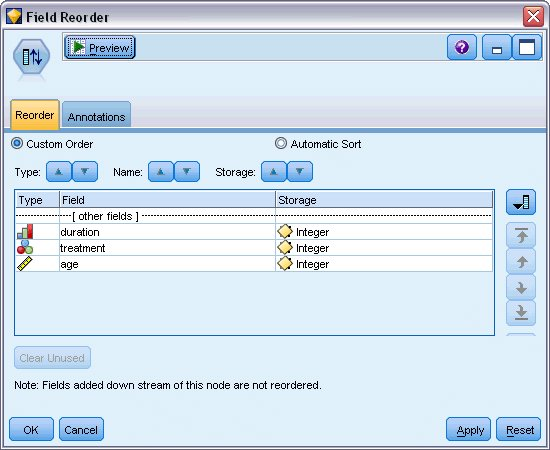 Field Reorder
Preview
?
Reorder Annotations
Custom Order Automatic Sort
Type: Name: Storage:
Type Field Storage
[ other fields ]
duration Integer
treatment Integer
age Integer
Clear Unused
Note: Fields added down stream of this node are not reordered.
OK Cancel Apply Reset